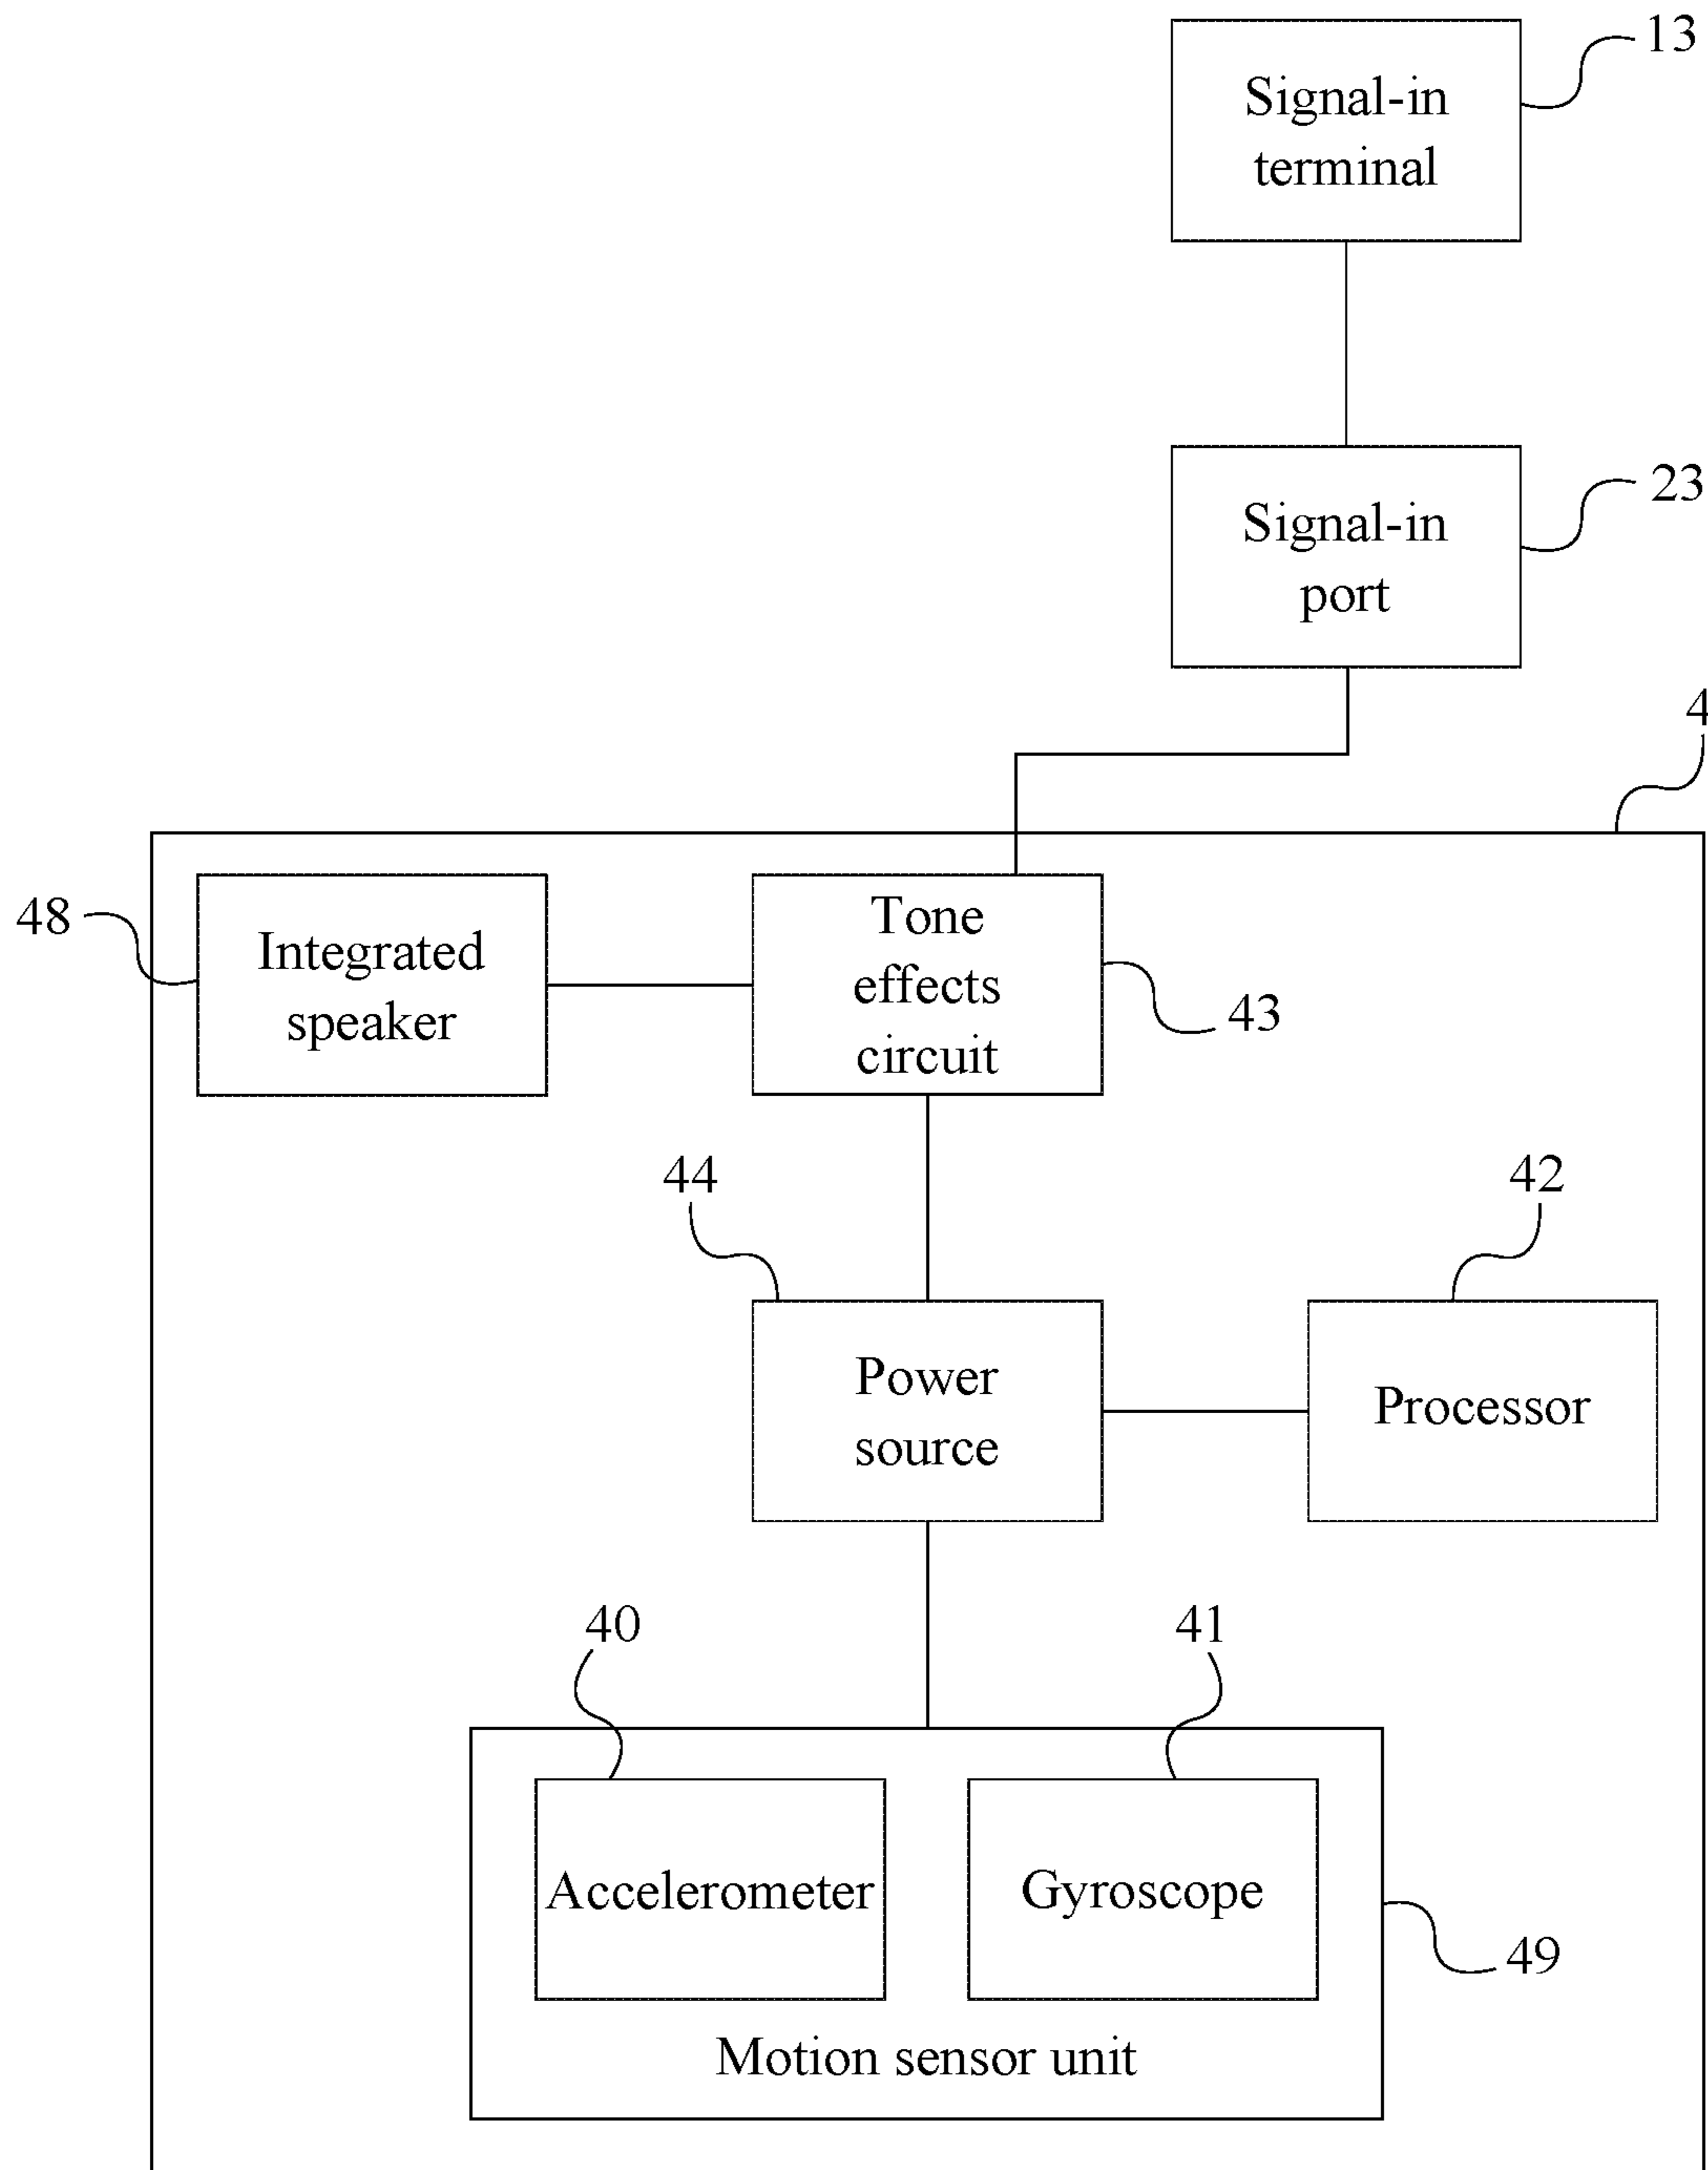 13
Signal-in
terminal
23
Signal-in
port
4
48
Integrated
speaker
Tone
effects
circuit
43
44
42
Power
source
Processor
40
41
Accelerometer
Gyroscope
49
Motion sensor unit